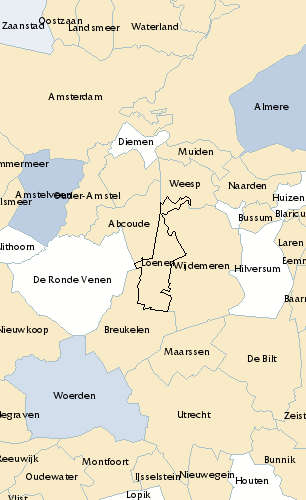 Oostzaan
Zaanstad
Landsmeer
Waterland
Amsterdam
Almere
Diemen
Muiden
mmermeer
Weesp
Naarden
Amstelveen
Ouder-Amstel
Huizen
lsmeer
Blaricu
Bussum
Abcoude
Laren
Uithoorn
Eemn
Loenen
Wijdemeren
Hilversum
De Ronde Venen
Baarn
Nieuwkoop
Breukelen
Maarssen
De Bilt
Woerden
degraven
Utrecht
Zeist
Reeuwijk
Montfoort
Bunnik
Oudewater
IJsselstein
Nieuwegein
Houten
Vlist
Lopik